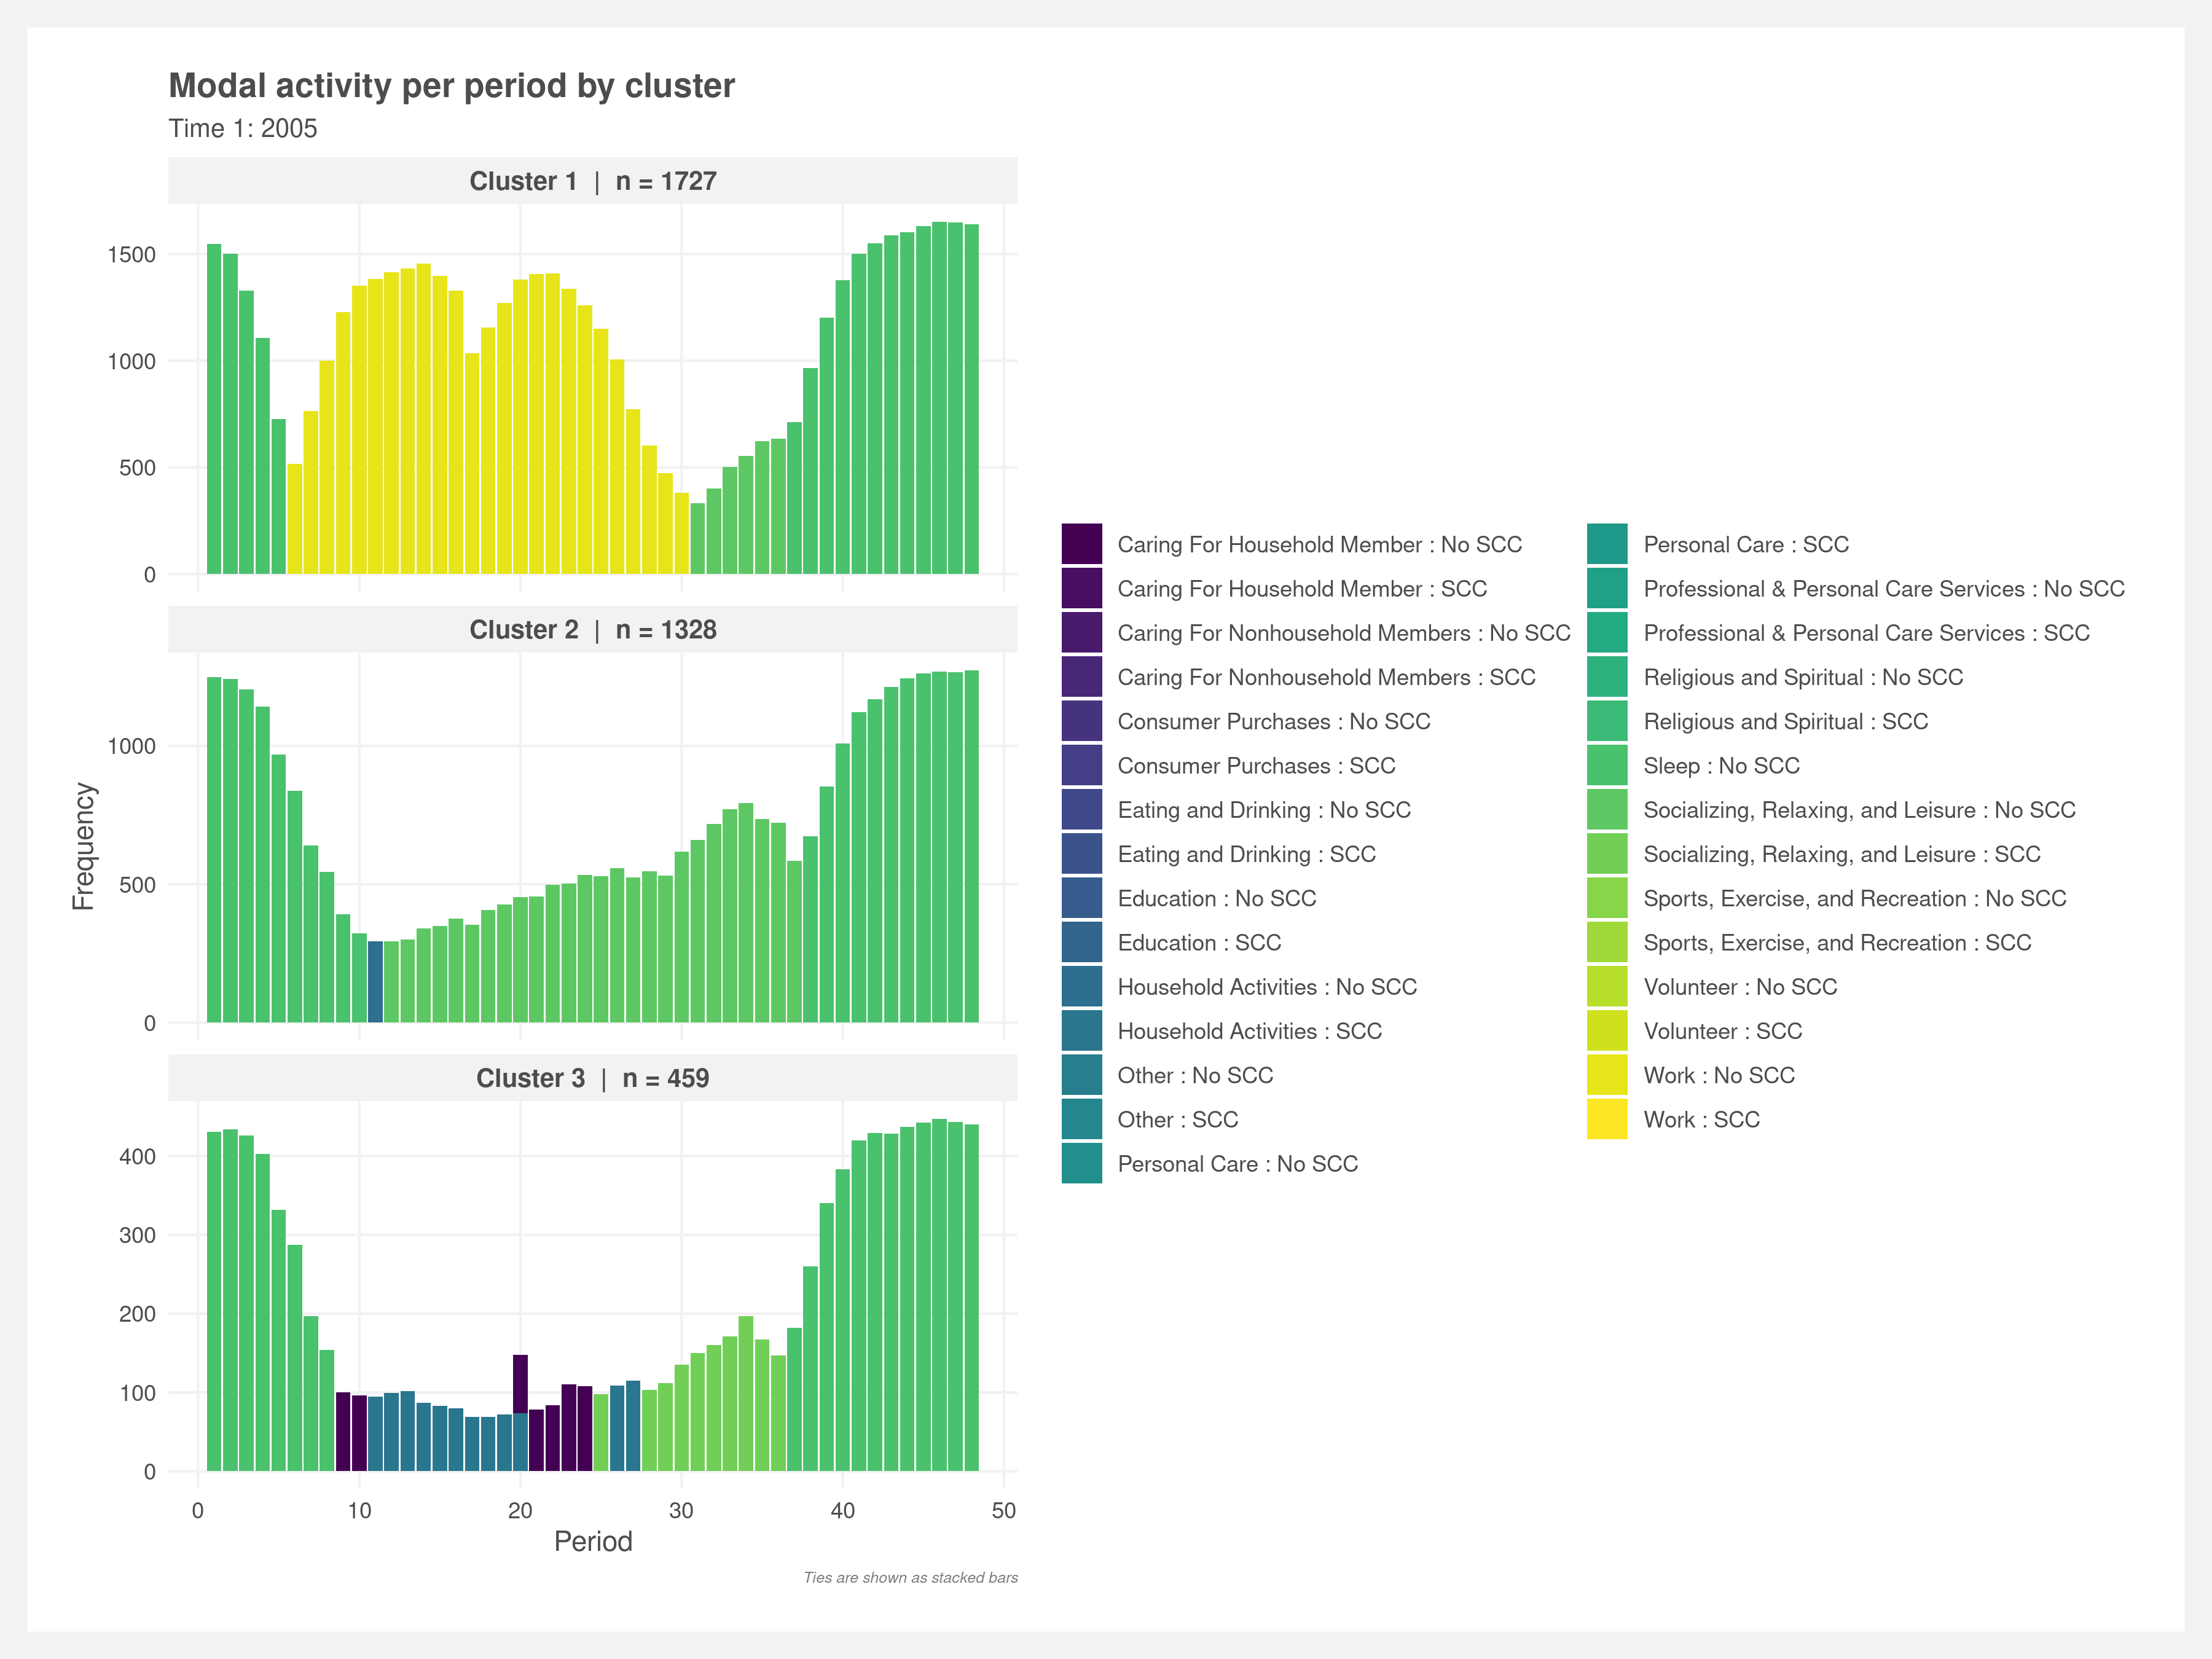 Modal activity per period by cluster
Time 1: 2005
Cluster 1 | n = 1727
1500
1000
500
0
Cluster 2 | n = 1328
1000
500
0
Frequency
Cluster 3 | n = 459
400
300
200
100
0
0 10 20 30 40 50
Period
Ties are shown as stacked bars
Caring For Household Member : No SCC
Caring For Household Member : SCC
Caring For Nonhousehold Members : No SCC
Caring For Nonhousehold Members : SCC
Consumer Purchases : No SCC
Consumer Purchases : SCC
Eating and Drinking : No SCC
Eating and Drinking : SCC
Education : No SCC
Education : SCC
Household Activities : No SCC
Household Activities : SCC
Other : No SCC
Other : SCC
Personal Care : No SCC
Personal Care : SCC
Professional & Personal Care Services : No SCC
Professional & Personal Care Services : SCC
Religious and Spiritual : No SCC
Religious and Spiritual : SCC
Sleep : No SCC
Socializing, Relaxing, and Leisure : No SCC
Socializing, Relaxing, and Leisure : SCC
Sports, Exercise, and Recreation : No SCC
Sports, Exercise, and Recreation : SCC
Volunteer : No SCC
Volunteer : SCC
Work : No SCC
Work : SCC